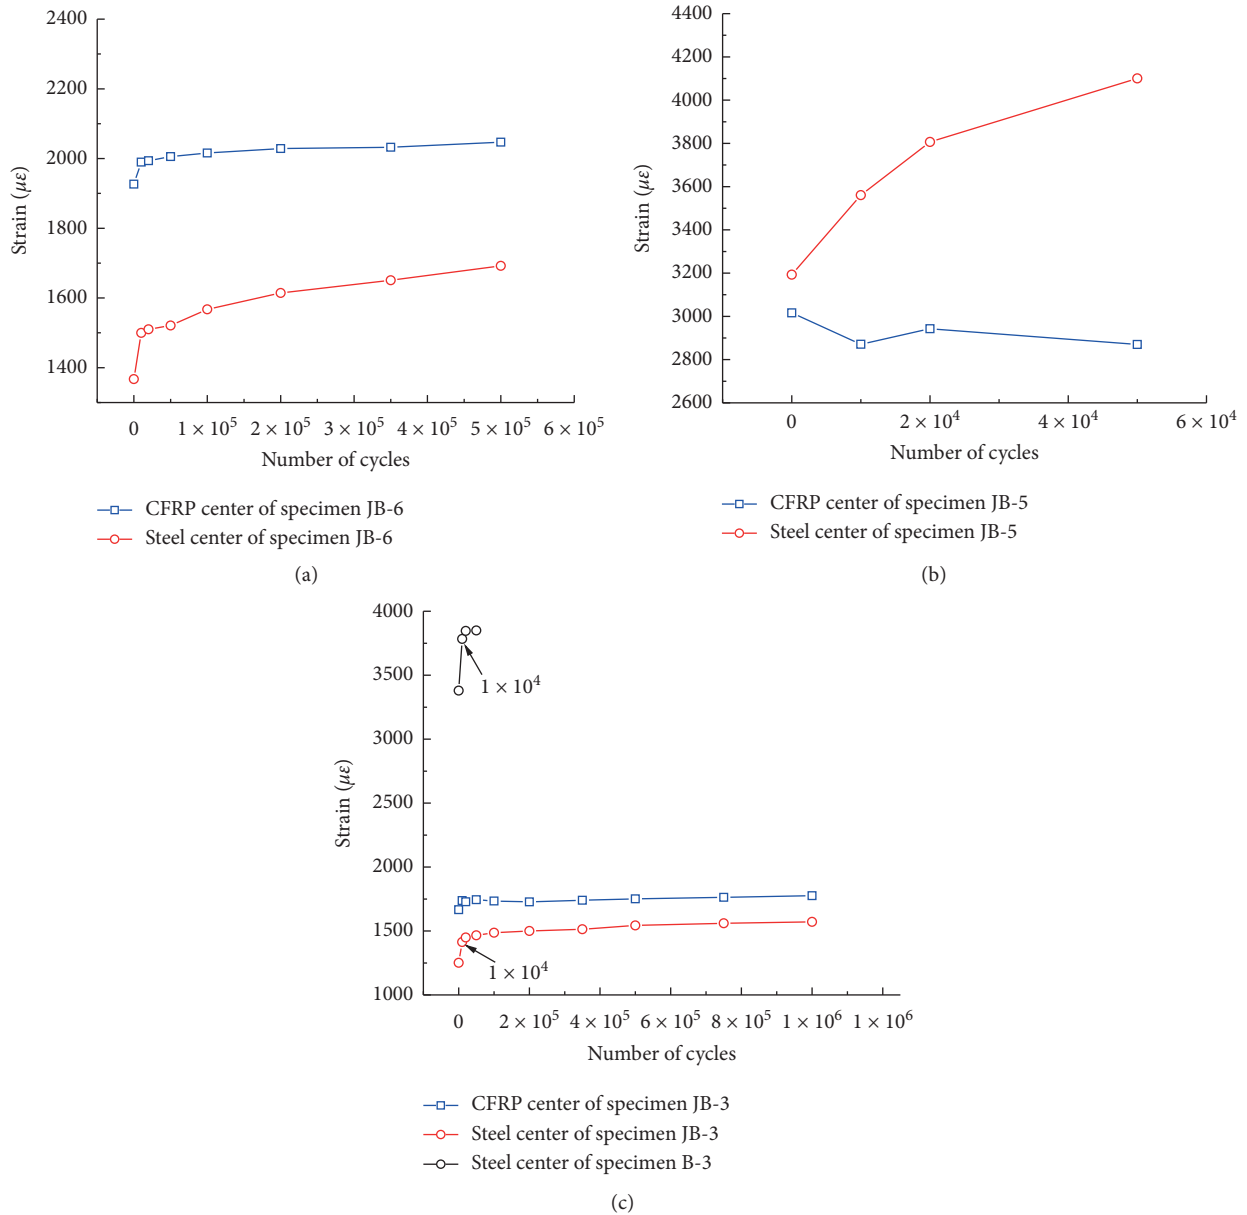 2400
2200
2000
1800
1600
1400
Strain (με)
0
1 × 10⁵
2 × 10⁵
3 × 10⁵
4 × 10⁵
5 × 10⁵
6 × 10⁵
Number of cycles
CFRP center of specimen JB-6
Steel center of specimen JB-6
(a)
4400
4200
4000
3800
3600
3400
3200
3000
2800
2600
Strain (με)
0
2 × 10⁴
4 × 10⁴
6 × 10⁴
Number of cycles
CFRP center of specimen JB-5
Steel center of specimen JB-5
(b)
4000
3500
3000
2500
2000
1500
1000
Strain (με)
1 × 10⁴
1 × 10⁴
0
2 × 10⁵
4 × 10⁵
6 × 10⁵
8 × 10⁵
1 × 10⁶
1 × 10⁶
Number of cycles
CFRP center of specimen JB-3
Steel center of specimen JB-3
Steel center of specimen B-3
(c)